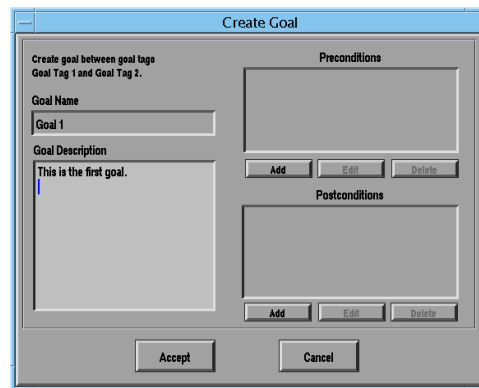 Create Goal
Create goal between goal tags
Goal Tag 1 and Goal Tag 2.
Goal Name
Goal 1
Goal Description
This is the first goal.
Preconditions
Add Edit Delete
Postconditions
Add Edit Delete
Accept Cancel